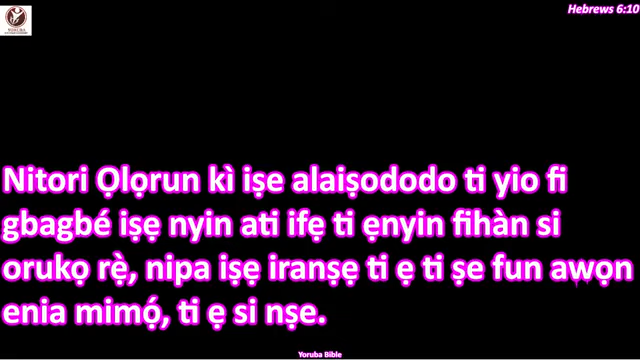 Hebrews 6:10
Nitori Ọlọrun kì iṣe alaiṣododo ti yio fi
gbagbé iṣẹ nyin ati ifẹ ti ẹnyin fihàn si
orukọ rẹ̀, nipa iṣẹ iranṣẹ ti ẹ ti ṣe fun awọn
enia mimọ́, ti ẹ si nṣe.
Yoruba Bible